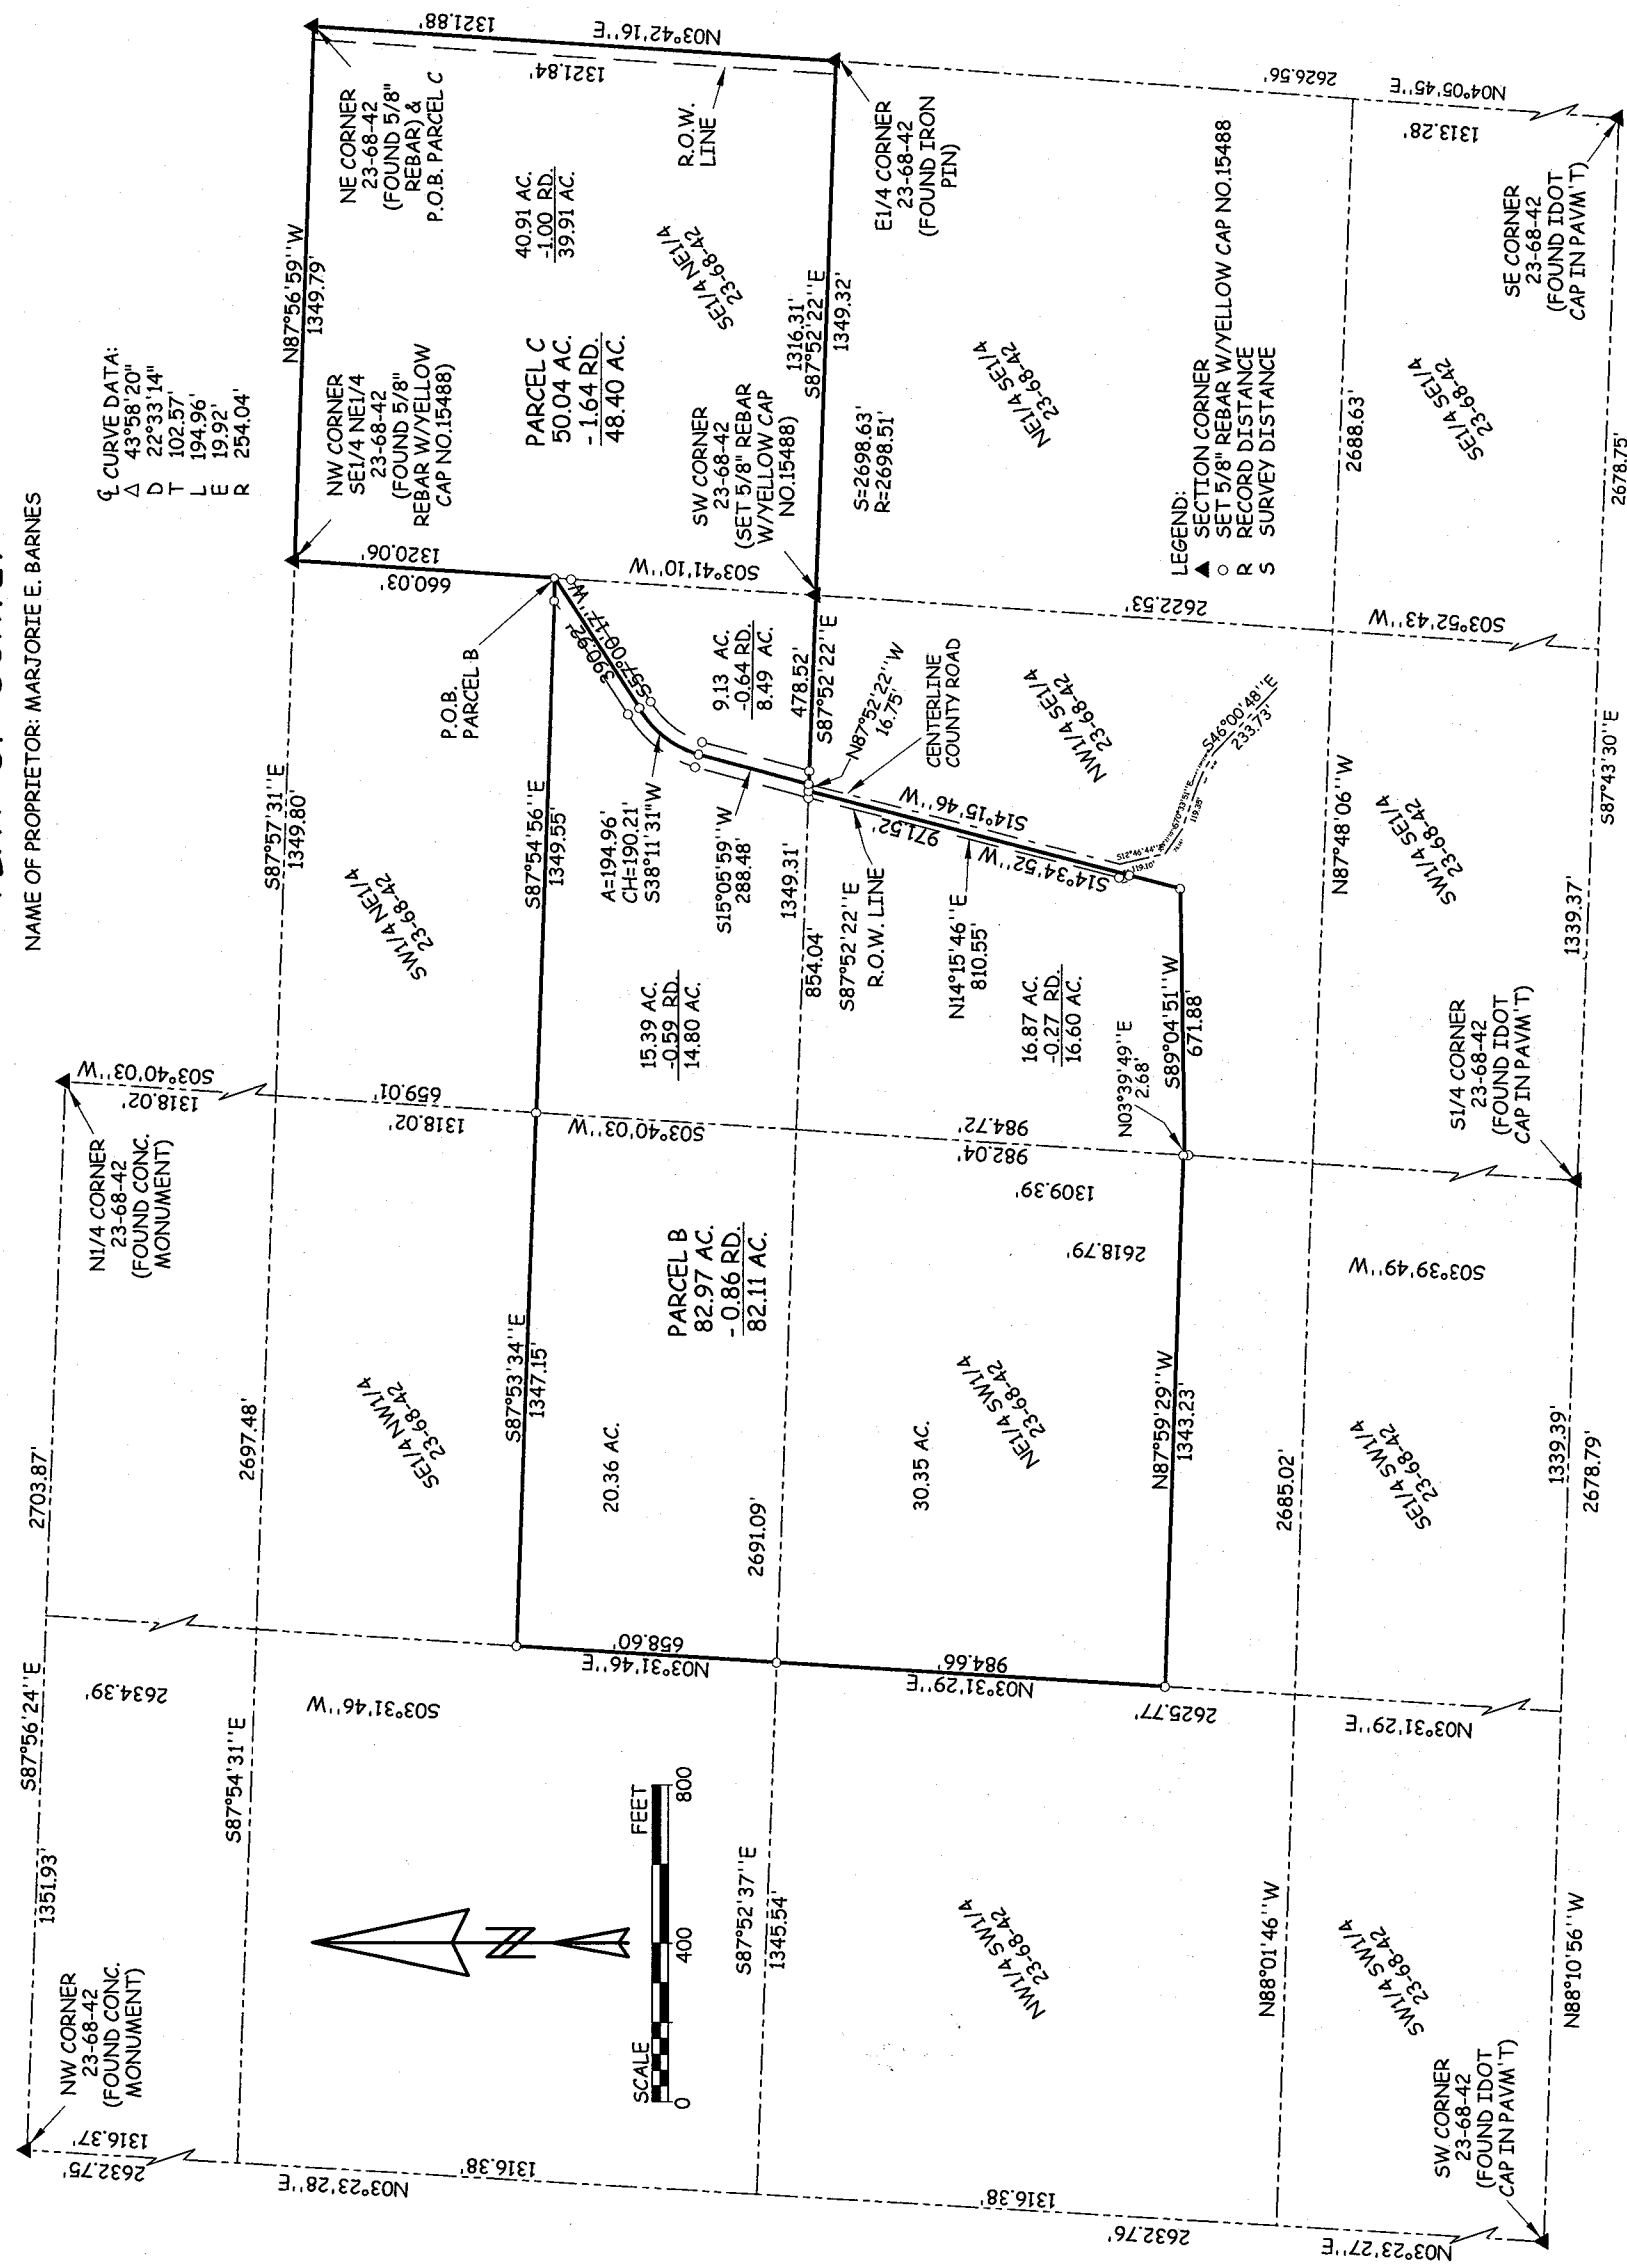 NAME OF PROPRIETOR: MARJORIE E. BARNES
℄ CURVE DATA:
Δ 43°58'20"
D 22°33'14"
T 102.57'
L 194.96'
E 19.92'
R 254.04'
NW CORNER
23-68-42
(FOUND CONC.
MONUMENT)
1351.93'
S87°56'24''E
2703.87'
N1/4 CORNER
23-68-42
(FOUND CONC.
MONUMENT)
S03°40'03''W
1318.02'
2632.75'
1316.37'
N03°23'28''E
1316.38'
S87°54'31''E
2634.39'
S03°31'46''W
2697.48'
S87°57'31''E
1349.80'
NW CORNER
SE1/4 NE1/4
23-68-42
(FOUND 5/8"
REBAR W/YELLOW
CAP NO.15488)
N87°56'59''W
1349.79'
NE CORNER
23-68-42
(FOUND 5/8"
REBAR) &
P.O.B. PARCEL C
1321.88'
N03°42'16''E
1321.84'
R.O.W.
LINE
SE1/4 NW1/4
23-68-42
659.01'
1318.02'
SW1/4 NE1/4
23-68-42
1320.06'
660.03'
S03°41'10''W
40.91 AC.
-1.00 RD.
39.91 AC.
SE1/4 NE1/4
23-68-42
PARCEL C
50.04 AC.
- 1.64 RD.
48.40 AC.
P.O.B.
PARCEL B
S87°53'34''E
1347.15'
S87°54'56''E
1349.55'
390.92'
S57°00'17''W
A=194.96'
CH=190.21'
S38°11'31"W
S15°05'59''W
288.48'
9.13 AC.
-0.64 RD.
8.49 AC.
SW CORNER
23-68-42
(SET 5/8" REBAR
W/YELLOW CAP
NO.15488)
E1/4 CORNER
23-68-42
(FOUND IRON
PIN)
SCALE
FEET
0
400
800
658.60'
N03°31'46''E
20.36 AC.
PARCEL B
82.97 AC.
- 0.86 RD.
82.11 AC.
S03°40'03''W
15.39 AC.
-0.59 RD.
14.80 AC.
S87°52'37''E
1345.54'
2691.09'
1349.31'
854.04'
S87°52'22''E
478.52'
S87°52'22''E
1316.31'
S87°52'22''E
1349.32'
N87°52'22''W
16.75'
R.O.W. LINE
CENTERLINE
COUNTY ROAD
S=2698.63'
R=2698.51'
1316.38'
2632.76'
N03°23'27''E
NW1/4 SW1/4
23-68-42
984.66'
N03°31'29''E
2625.77'
N03°31'29''E
30.35 AC.
NE1/4 SW1/4
23-68-42
984.72'
982.04'
1309.39'
2618.79'
S03°39'49''W
N14°15'46''E
810.55'
S14°15'46''W
971.52'
S14°34'52''W
16.87 AC.
-0.27 RD.
16.60 AC.
NW1/4 SE1/4
23-68-42
NE1/4 SE1/4
23-68-42
2622.53'
S03°52'43''W
2626.56'
N04°05'45''E
1313.28'
S46°00'48''E
233.73'
119.35'
119.10'
N03°39'49''E
2.68'
S89°04'51''W
671.88'
N87°59'29''W
1343.23'
LEGEND:
▲ SECTION CORNER
○ SET 5/8" REBAR W/YELLOW CAP NO.15488
R RECORD DISTANCE
S SURVEY DISTANCE
N88°01'46''W
2685.02'
N87°48'06''W
2688.63'
SW1/4 SW1/4
23-68-42
SE1/4 SW1/4
23-68-42
SW1/4 SE1/4
23-68-42
SE1/4 SE1/4
23-68-42
SW CORNER
23-68-42
(FOUND IDOT
CAP IN PAVM'T)
S1/4 CORNER
23-68-42
(FOUND IDOT
CAP IN PAVM'T)
SE CORNER
23-68-42
(FOUND IDOT
CAP IN PAVM'T)
N88°10'56''W
1339.39'
2678.79'
1339.37'
S87°43'30''E
2678.75'